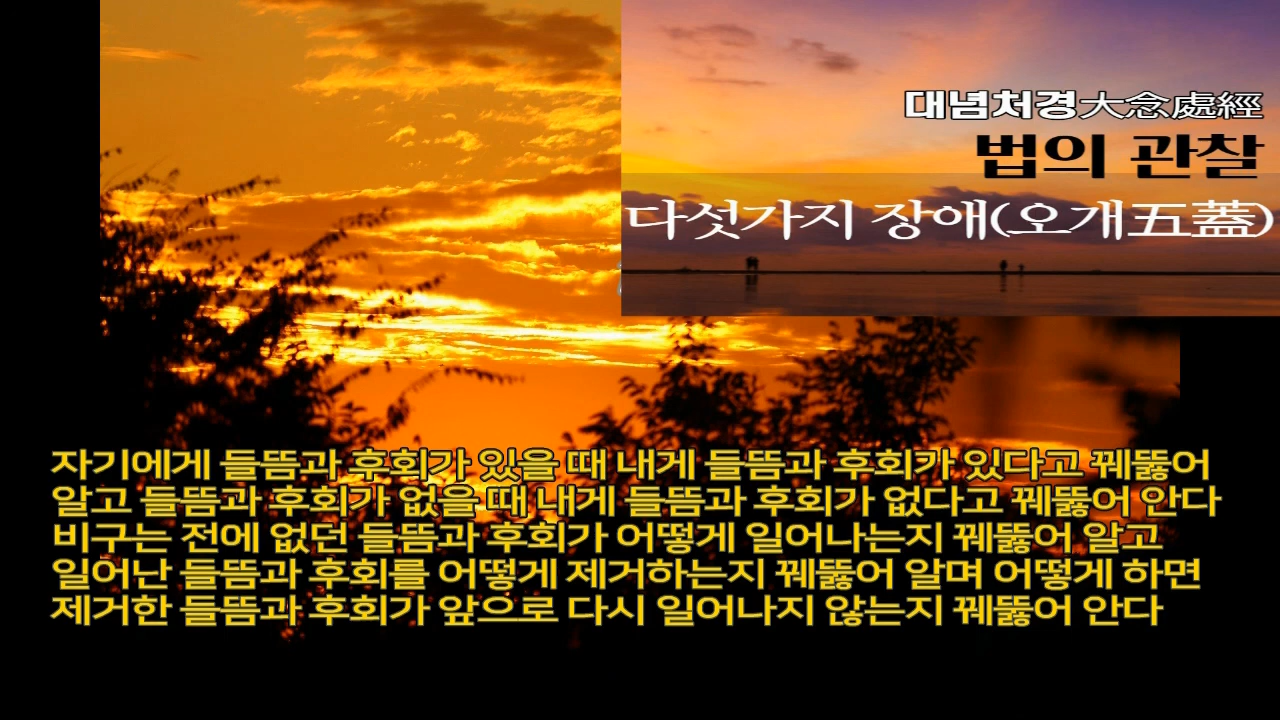 대념처경大念處經
법의 관찰
다섯가지 장애(오개五蓋)
자기에게 들뜸과 후회가 있을 때 내게 들뜸과 후회가 있다고 꿰뚫어
알고 들뜸과 후회가 없을 때 내게 들뜸과 후회가 없다고 꿰뚫어 안다
비구는 전에 없던 들뜸과 후회가 어떻게 일어나는지 꿰뚫어 알고
일어난 들뜸과 후회를 어떻게 제거하는지 꿰뚫어 알며 어떻게 하면
제거한 들뜸과 후회가 앞으로 다시 일어나지 않는지 꿰뚫어 안다